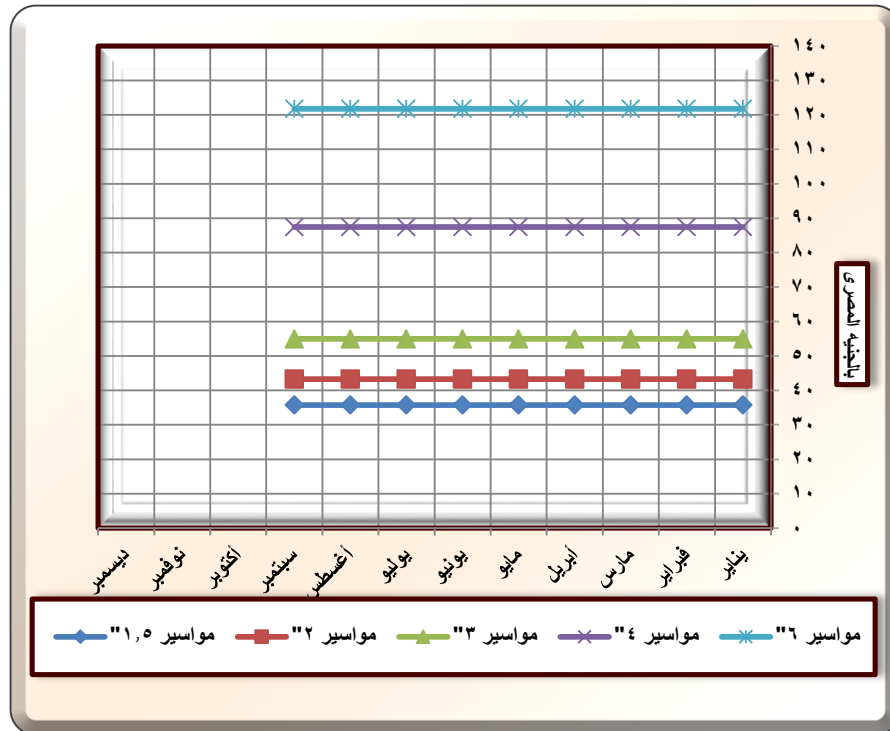 ١٤٠
١٣٠
١٢٠
١١٠
١٠٠
٩٠
٨٠
٧٠
٦٠
٥٠
٤٠
٣٠
٢٠
١٠
٠
بالجنيه المصرى
يناير
فبراير
مارس
أبريل
مايو
يونيو
يوليو
أغسطس
سبتمبر
أكتوبر
نوفمبر
ديسمبر
مواسير ٦" مواسير ٤" مواسير ٣" مواسير ٢" مواسير ١,٥"